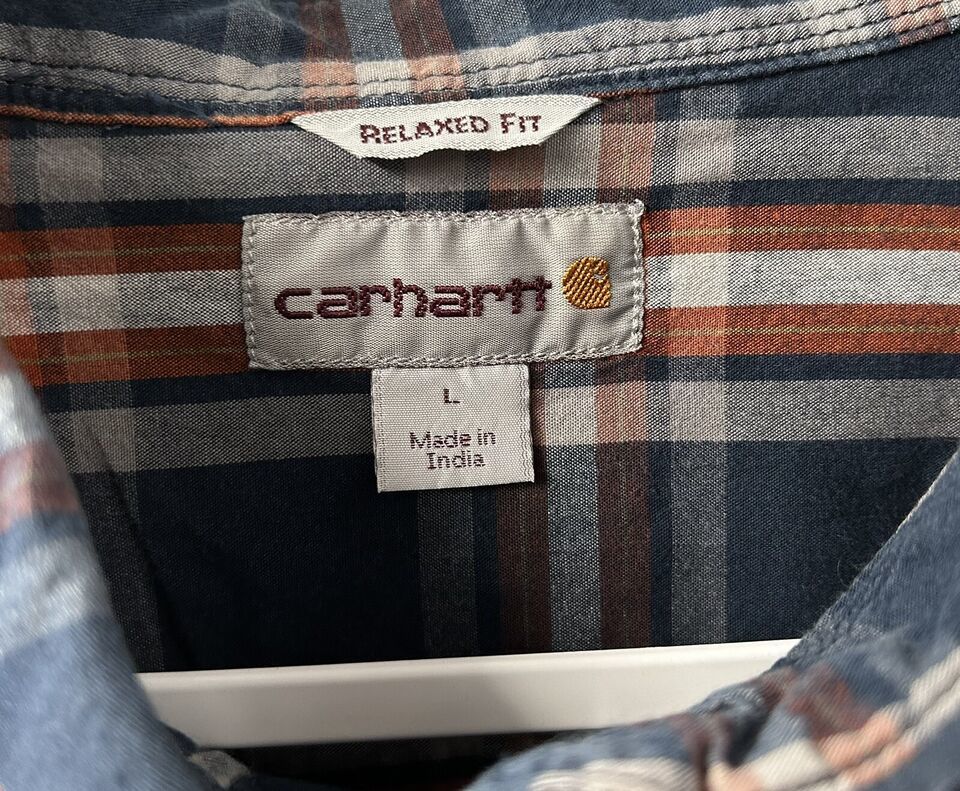 RELAXED FIT
carhartt
L
Made in
India